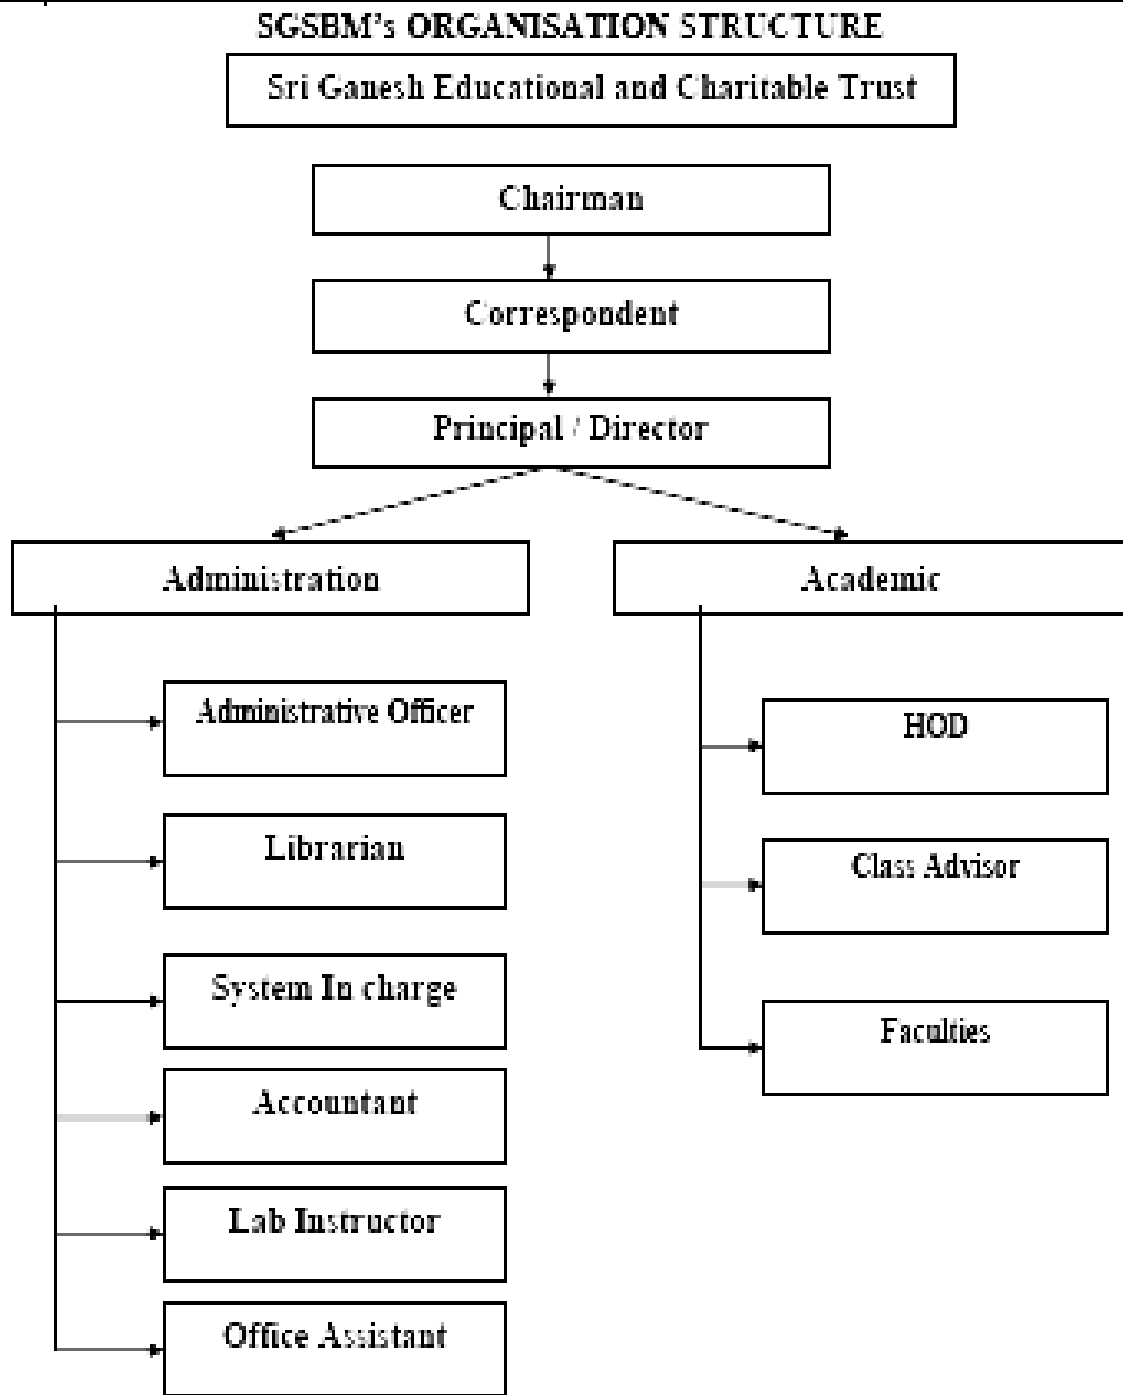 SGSBM's ORGANISATION STRUCTURE
Sri Ganesh Educational and Charitable Trust
Chairman
Correspondent
Principal / Director
Administration
Academic
Administrative Officer
Librarian
System In charge
Accountant
Lab Instructor
Office Assistant
HOD
Class Advisor
Faculties